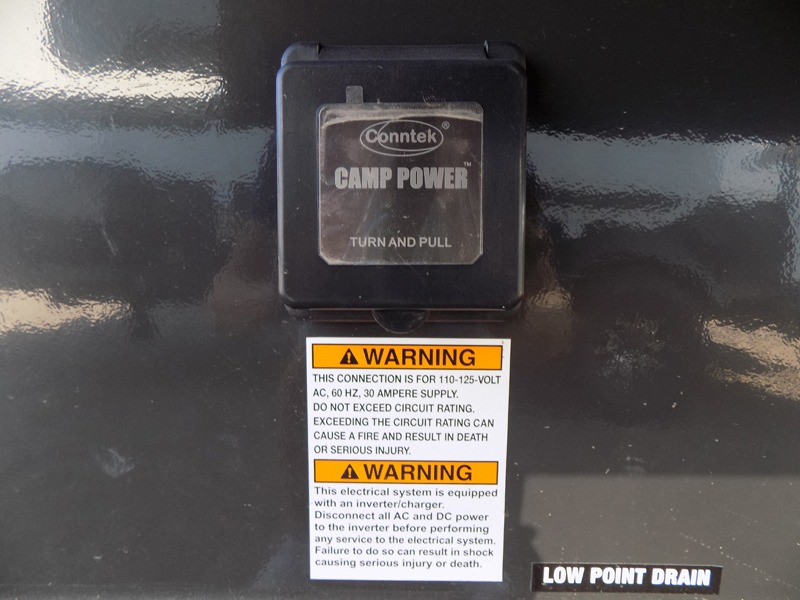 Conntek®
CAMP POWER™
TURN AND PULL
WARNING
THIS CONNECTION IS FOR 110-125-VOLT
AC, 60 HZ, 30 AMPERE SUPPLY.
DO NOT EXCEED CIRCUIT RATING.
EXCEEDING THE CIRCUIT RATING CAN
CAUSE A FIRE AND RESULT IN DEATH
OR SERIOUS INJURY.
WARNING
This electrical system is equipped
with an inverter/charger.
Disconnect all AC and DC power
to the inverter before performing
any service to the electrical system.
Failure to do so can result in shock
causing serious injury or death.
LOW POINT DRAIN